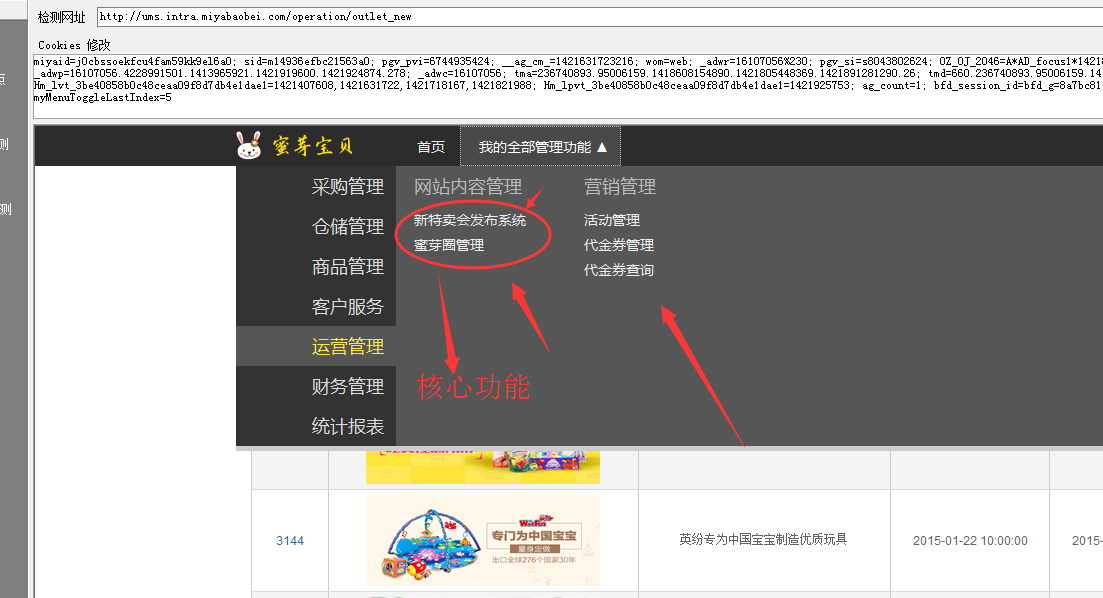 检测网址 http://ums.intra.miyabaobei.com/operation/outlet_new
Cookies 修改
miyaid=j0cbssoekfcu4fam59kk9el6a0; sid=m14936efbc21563a0; pgv_pvi=6744935424; __ag_cm_=1421631723216; wom=web; _adwr=16107056%230; pgv_si=s8043802624; OZ_0J_2046=A*AD_focus1*14218
_adwp=16107056.4228991501.1413965921.1421919600.1421924874.278; _adwc=16107056; tma=236740893.95006159.1418608154890.1421805448369.1421891281290.26; tmd=660.236740893.95006159.14
Hm_lvt_3be40858b0c48ceaa09f8d7db4e1dae1=1421407608,1421631722,1421718167,1421821988; Hm_lpvt_3be40858b0c48ceaa09f8d7db4e1dae1=1421925753; ag_count=1; bfd_session_id=bfd_g=8a7bc81
myMenuToggleLastIndex=5
蜜芽宝贝 首页 我的全部管理功能 ▲
采购管理 网站内容管理 营销管理
仓储管理 新特卖会发布系统 活动管理
蜜芽圈管理 代金券管理
商品管理 代金券查询
客户服务
运营管理
财务管理 核心功能
统计报表
WinFun
专门为中国宝宝
量身定做
出口全球276个国家30年
3144 英纷专为中国宝宝制造优质玩具 2015-01-22 10:00:00 2015-
测
测